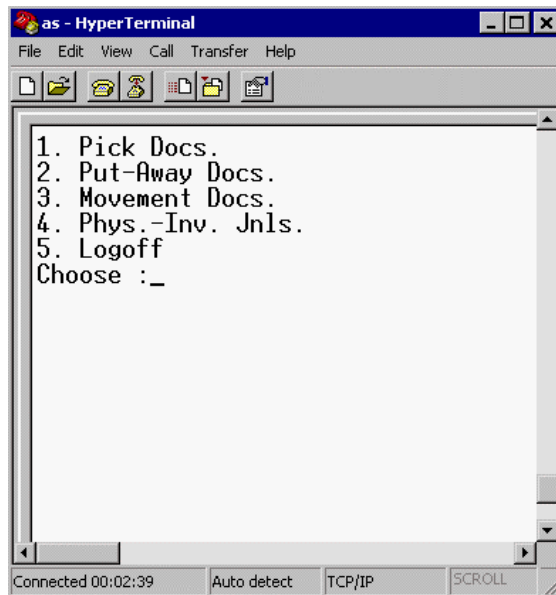 as - HyperTerminal
File Edit View Call Transfer Help
1. Pick Docs.
2. Put-Away Docs.
3. Movement Docs.
4. Phys.-Inv. Jnls.
5. Logoff
Choose :_
Connected 00:02:39 Auto detect TCP/IP SCROLL